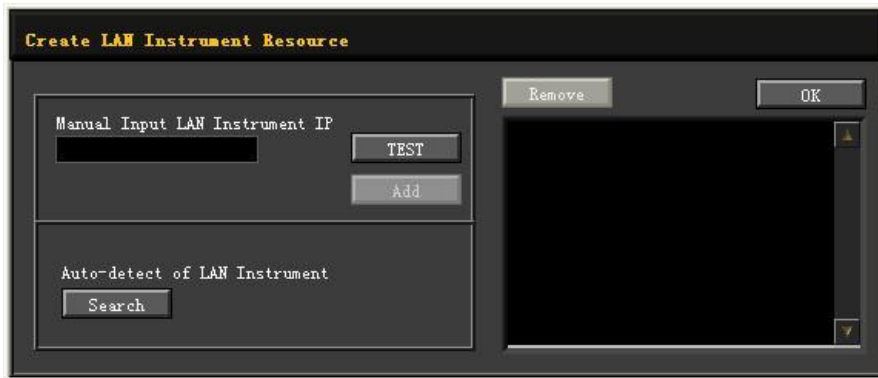 Create LAN Instrument Resource
Manual Input LAN Instrument IP
TEST
Add
Auto-detect of LAN Instrument
Search
Remove
OK